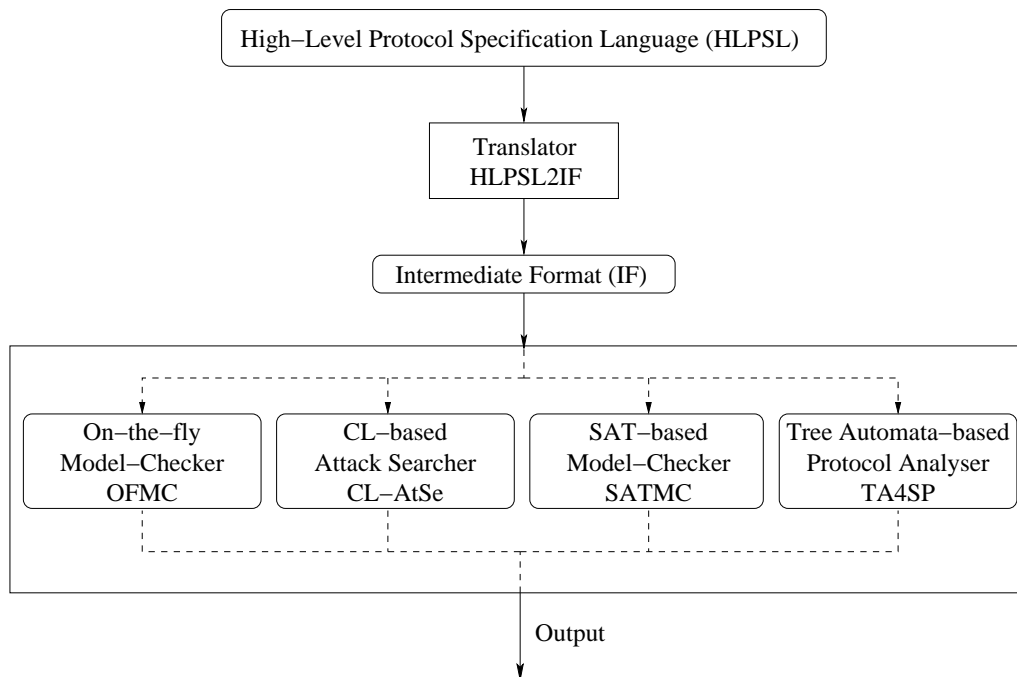 High–Level Protocol Specification Language (HLPSL)
Translator
HLPSL2IF
Intermediate Format (IF)
On–the–fly
Model–Checker
OFMC
CL–based
Attack Searcher
CL–AtSe
SAT–based
Model–Checker
SATMC
Tree Automata–based
Protocol Analyser
TA4SP
Output